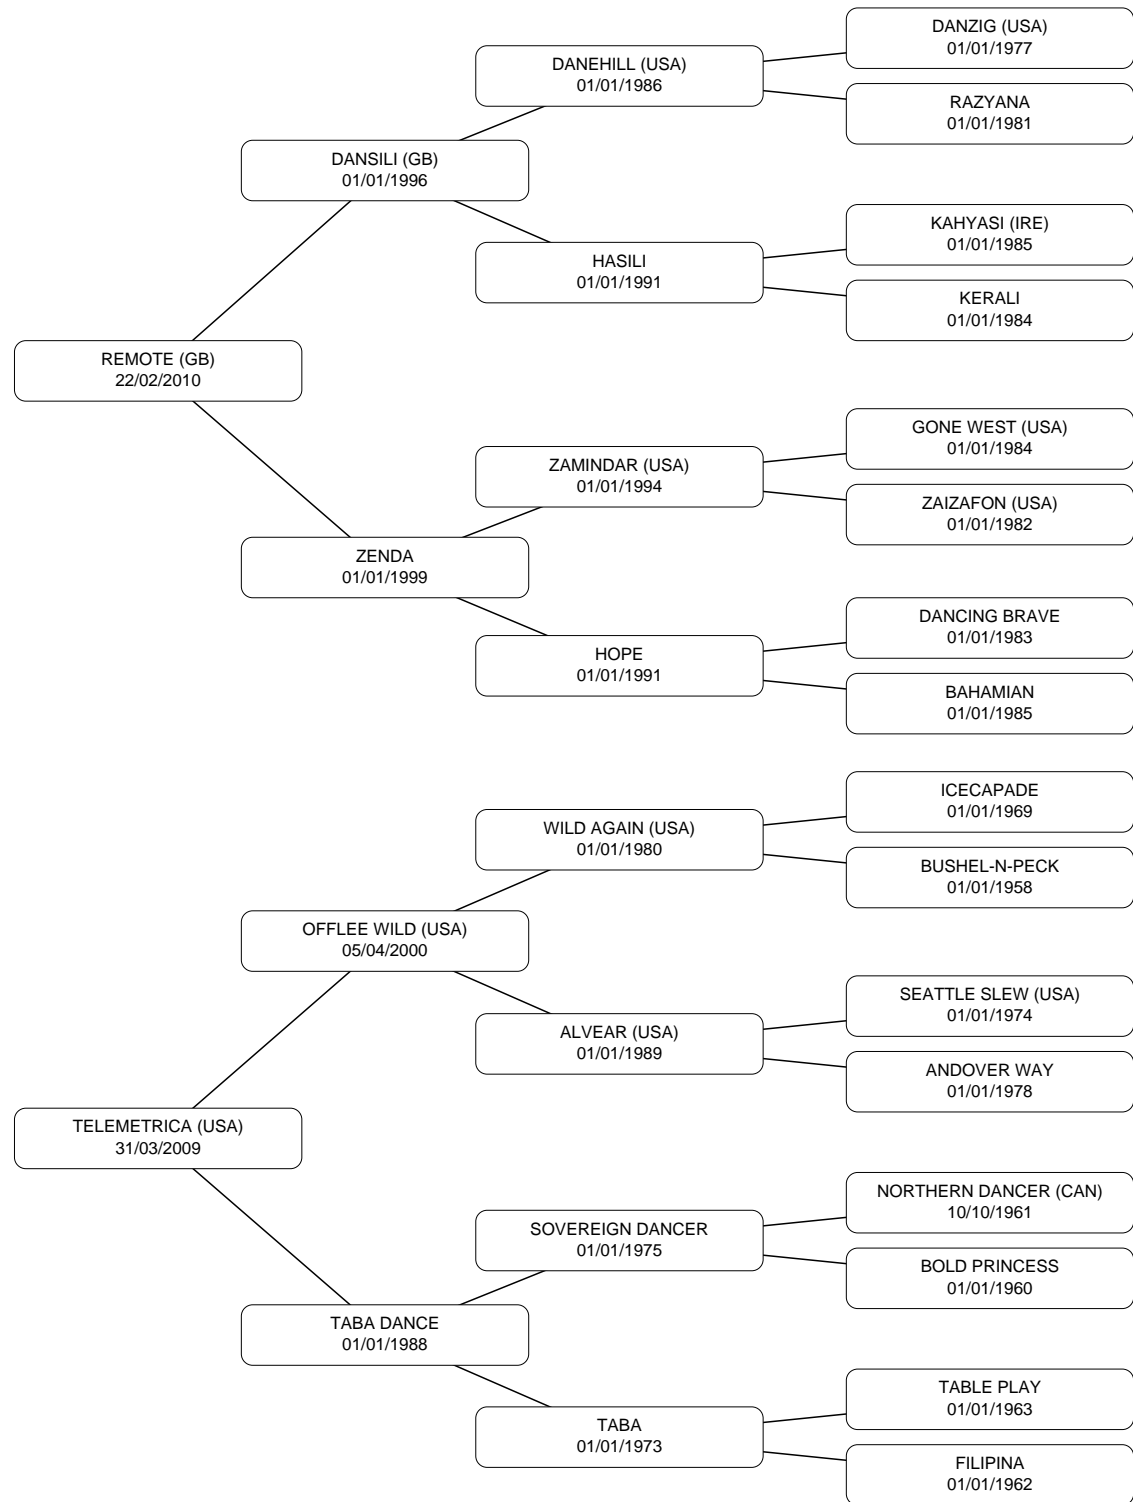 DANZIG (USA)
01/01/1977
DANEHILL (USA)
01/01/1986
RAZYANA
01/01/1981
DANSILI (GB)
01/01/1996
KAHYASI (IRE)
01/01/1985
HASILI
01/01/1991
KERALI
01/01/1984
REMOTE (GB)
22/02/2010
GONE WEST (USA)
01/01/1984
ZAMINDAR (USA)
01/01/1994
ZAIZAFON (USA)
01/01/1982
ZENDA
01/01/1999
DANCING BRAVE
01/01/1983
HOPE
01/01/1991
BAHAMIAN
01/01/1985
ICECAPADE
01/01/1969
WILD AGAIN (USA)
01/01/1980
BUSHEL-N-PECK
01/01/1958
OFFLEE WILD (USA)
05/04/2000
SEATTLE SLEW (USA)
01/01/1974
ALVEAR (USA)
01/01/1989
ANDOVER WAY
01/01/1978
TELEMETRICA (USA)
31/03/2009
NORTHERN DANCER (CAN)
10/10/1961
SOVEREIGN DANCER
01/01/1975
BOLD PRINCESS
01/01/1960
TABA DANCE
01/01/1988
TABLE PLAY
01/01/1963
TABA
01/01/1973
FILIPINA
01/01/1962